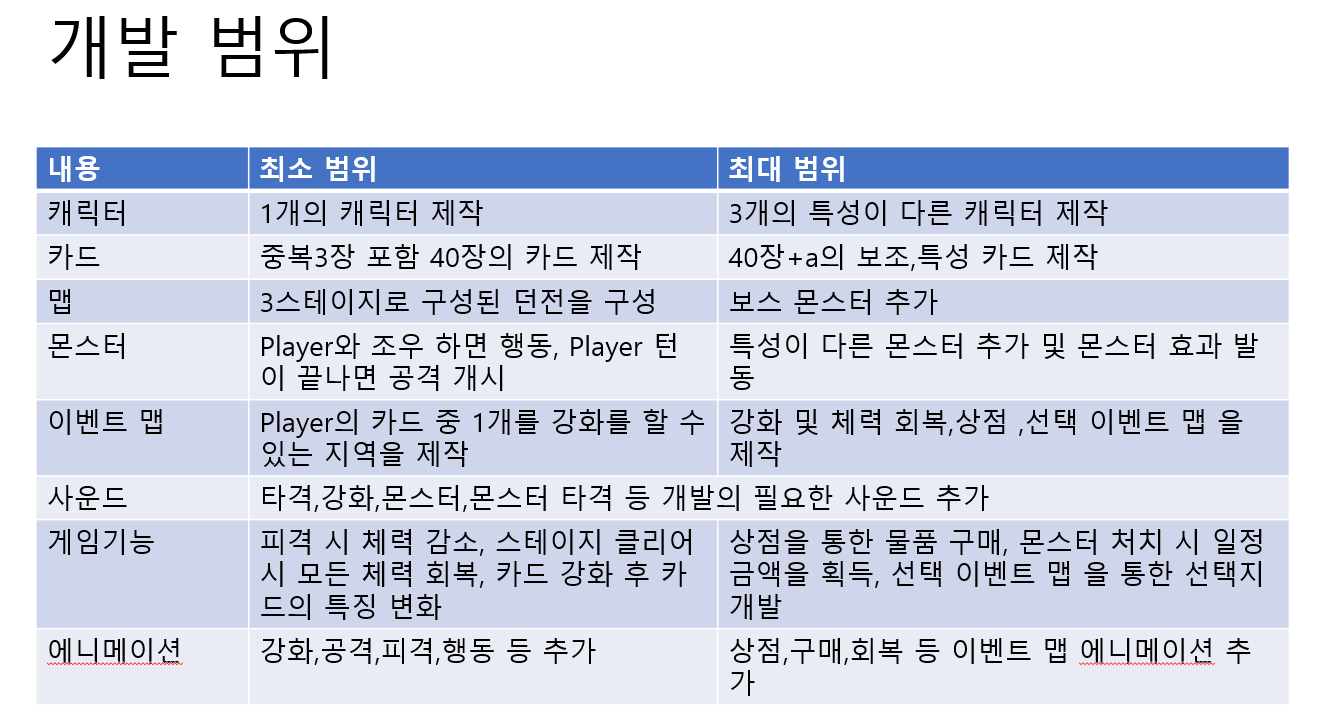 개발 범위
내용 최소 범위 최대 범위
캐릭터 1개의 캐릭터 제작 3개의 특성이 다른 캐릭터 제작
카드 중복3장 포함 40장의 카드 제작 40장+a의 보조,특성 카드 제작
맵 3스테이지로 구성된 던전을 구성 보스 몬스터 추가
몬스터 Player와 조우 하면 행동, Player 턴
이 끝나면 공격 개시
특성이 다른 몬스터 추가 및 몬스터 효과 발
동
이벤트 맵 Player의 카드 중 1개를 강화를 할 수
있는 지역을 제작
강화 및 체력 회복,상점 ,선택 이벤트 맵 을
제작
사운드 타격,강화,몬스터,몬스터 타격 등 개발의 필요한 사운드 추가
게임기능 피격 시 체력 감소, 스테이지 클리어
시 모든 체력 회복, 카드 강화 후 카
드의 특징 변화
상점을 통한 물품 구매, 몬스터 처치 시 일정
금액을 획득, 선택 이벤트 맵 을 통한 선택지
개발
에니메이션 강화,공격,피격,행동 등 추가
상점,구매,회복 등 이벤트 맵 에니메이션 추
가